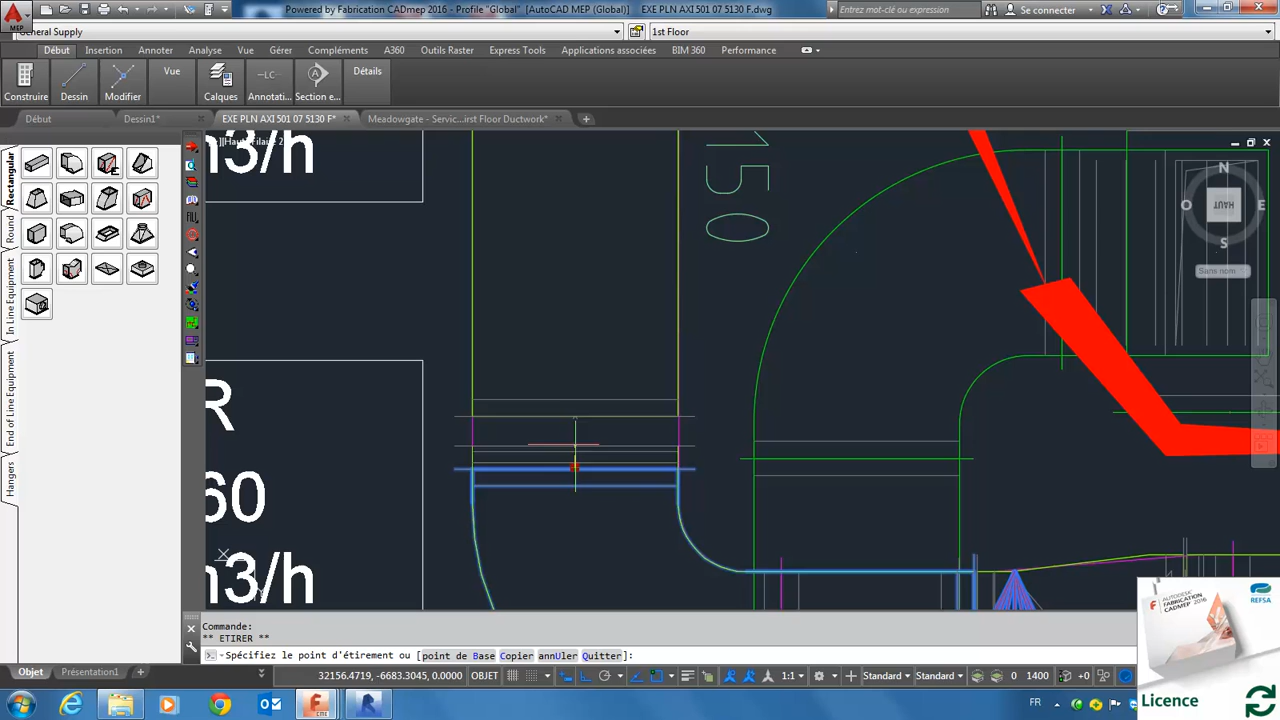 Powered by Fabrication CADmep 2016 - Profile "Global" [AutoCAD MEP (Global)] EXE PLN AXI 501 07 5130 F.dwg
Entrez mot-clé ou expression
Se connecter
MEP
General Supply
1st Floor
Début Insertion Annoter Analyse Vue Gérer Compléments A360 Outils Raster Express Tools Applications associées BIM 360 Performance
Construire Dessin Modifier Vue Calques Annotati... Section e... Détails
Début Dessin1* EXE PLN AXI 501 07 5130 F* Meadowgate - Servic...irst Floor Ductwork*
Rectangular
Round
In Line Equipment
End of Line Equipment
Hangers
m3/h
150
N
O HAUT E
S
Sans nom
R
60
m3/h
Commande:
** ETIRER **
Spécifiez le point d'étirement ou [point de Base Copier annUler Quitter]:
Objet Présentation1
32156.4719, -6683.3045, 0.0000 OBJET
1:1
Standard Standard 0 1400 +0
FR
AUTODESK
FABRICATION
CADMEP 2016
REFSA
Licence